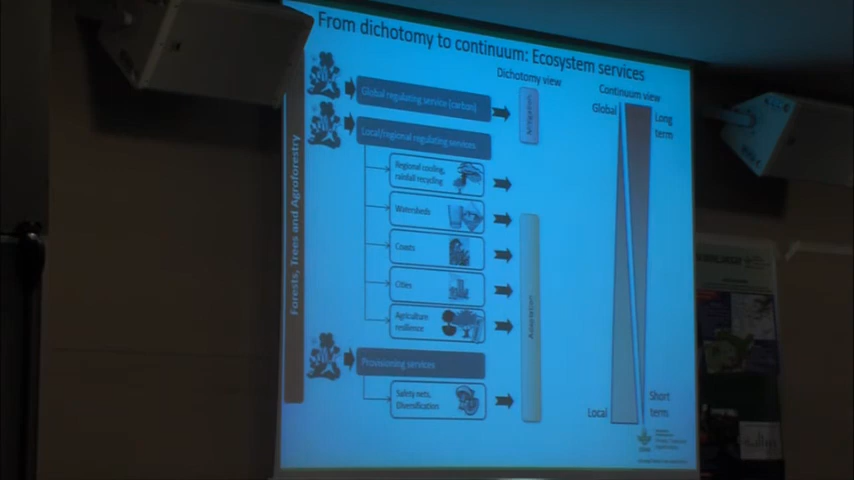 From dichotomy to continuum: Ecosystem services
Dichotomy view
Continuum view
Forests, Trees and Agroforestry
Global regulating service (carbon)
Mitigation
Local/regional regulating services
Regional cooling,
rainfall recycling
Watersheds
Coasts
Cities
Agriculture
resilience
Adaptation
Provisioning services
Safety nets,
Diversification
Global
Long
term
Local
Short
term